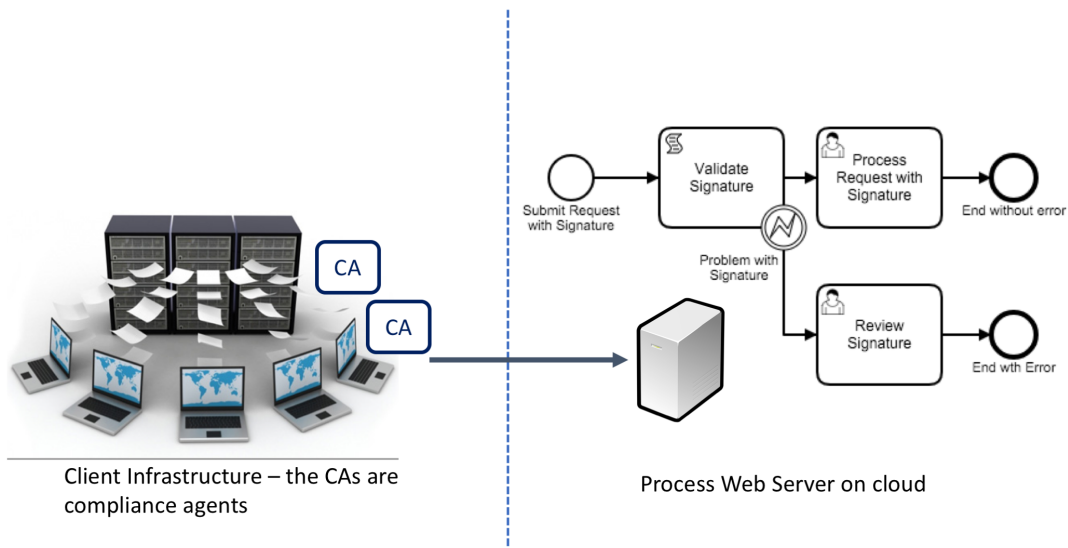 CA
CA
Client Infrastructure – the CAs are
compliance agents
Submit Request
with Signature
Validate
Signature
Problem with
Signature
Process
Request with
Signature
End without error
Review
Signature
End wth Error
Process Web Server on cloud